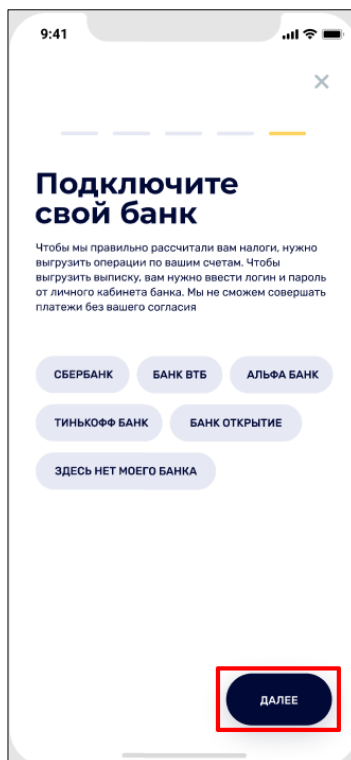 9:41
Подключите
свой банк
Чтобы мы правильно рассчитали вам налоги, нужно
выгрузить операции по вашим счетам. Чтобы
выгрузить выписку, вам нужно ввести логин и пароль
от личного кабинета банка. Мы не сможем совершать
платежи без вашего согласия
СБЕРБАНК БАНК ВТБ АЛЬФА БАНК
ТИНЬКОФФ БАНК БАНК ОТКРЫТИЕ
ЗДЕСЬ НЕТ МОЕГО БАНКА
ДАЛЕЕ